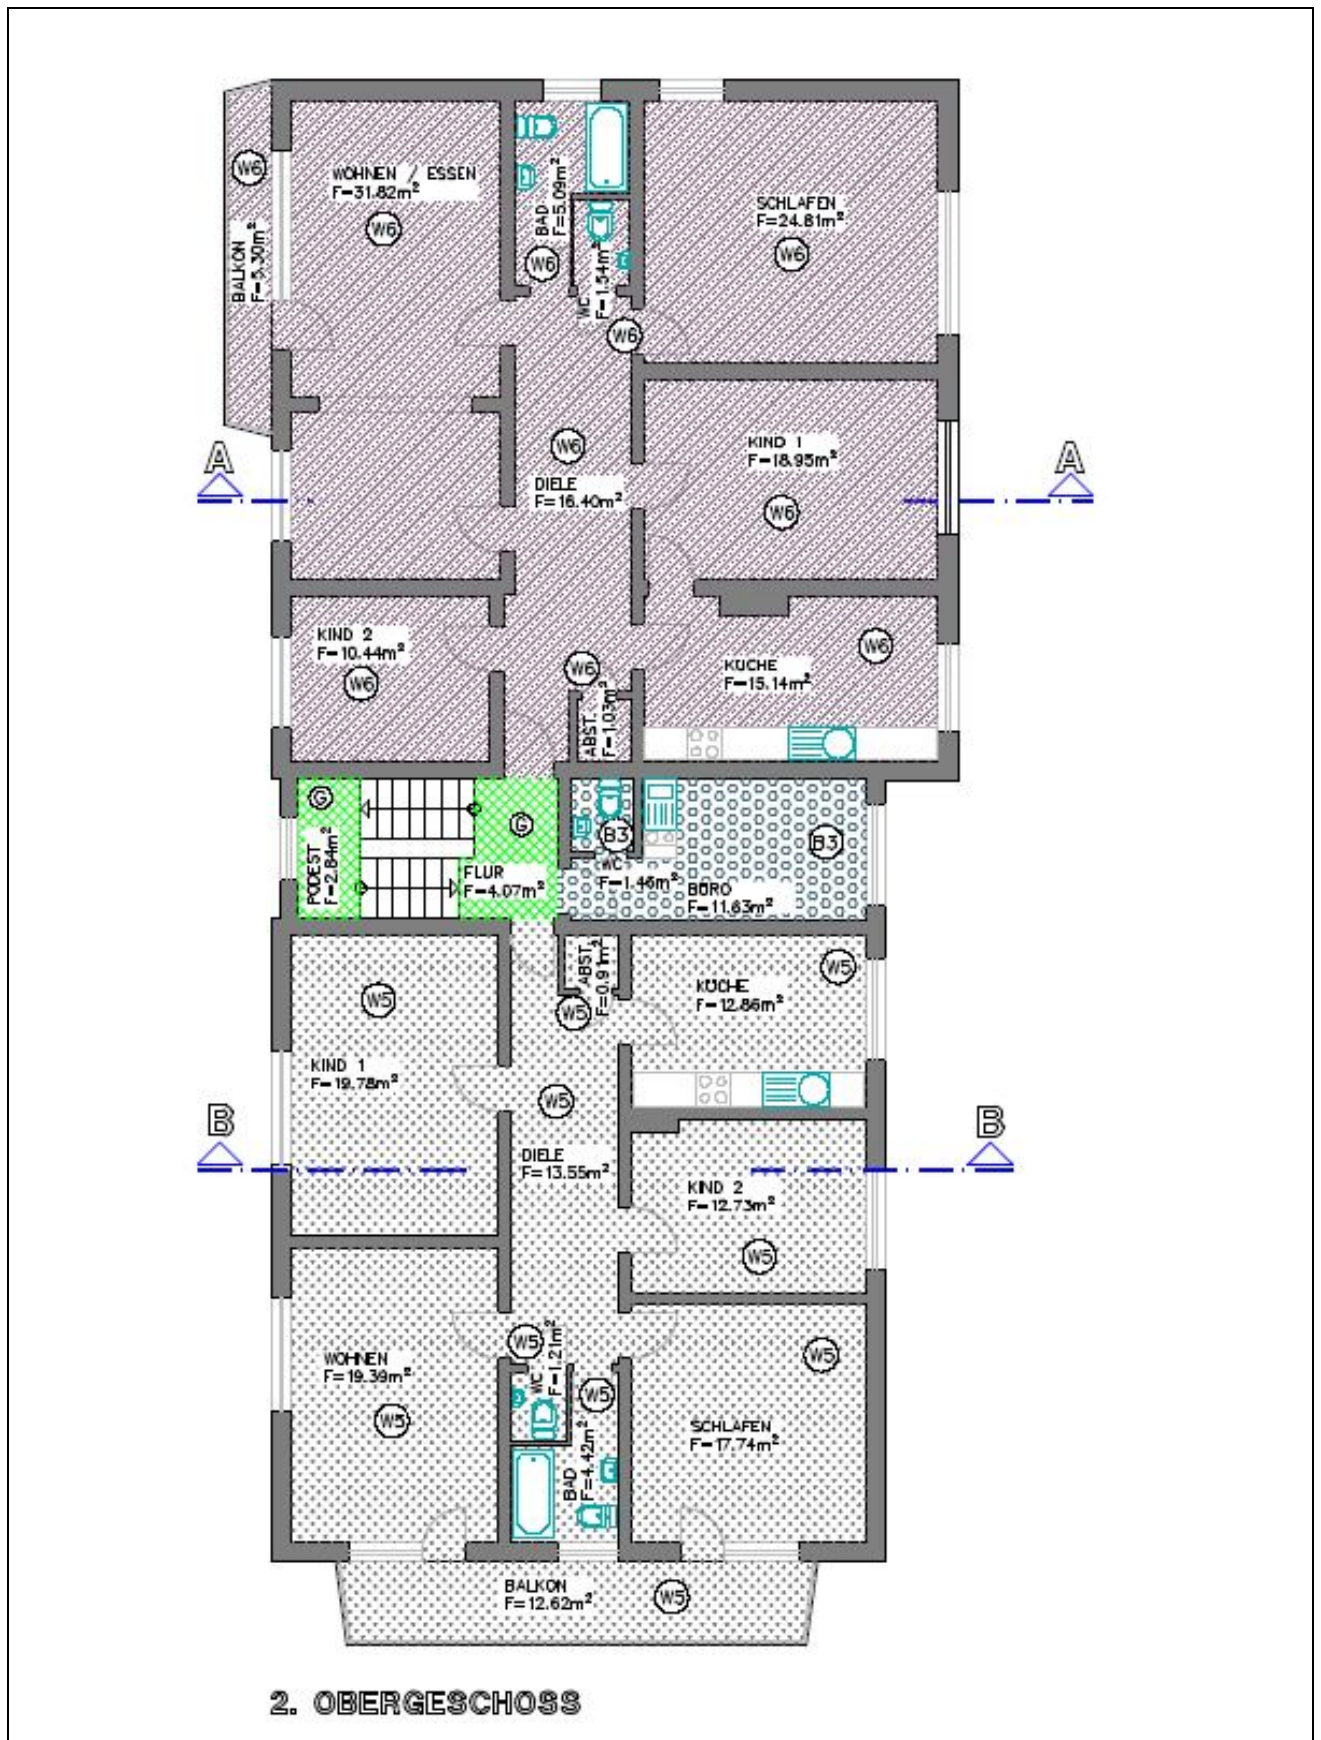 WOHNEN / ESSEN
F=31.82m²
W6
W6
BALKON
F=5.30m²
BAD
F=5.09m²
W6
WC
F=1.54m²
W6
SCHLAFEN
F=24.81m²
W6
A
A
W6
DIELE
F=16.40m²
KIND 1
F=18.95m²
W6
KIND 2
F=10.44m²
W6
W6
ABST.
F=1.03m²
KÜCHE
F=15.14m²
W6
G
PODEST
F=2.84m²
G
FLUR
F=4.07m²
B3
WC
F=1.46m²
B3
BÜRO
F=11.63m²
ABST.
F=0.91m²
W5
KÜCHE
F=12.86m²
W5
W5
KIND 1
F=19.78m²
W5
DIELE
F=13.55m²
B
B
KIND 2
F=12.73m²
W5
WOHNEN
F=19.39m²
W5
W5
WC
F=1.21m²
W5
BAD
F=4.42m²
W5
SCHLAFEN
F=17.74m²
BALKON
F=12.62m²
W5
2. OBERGESCHOSS